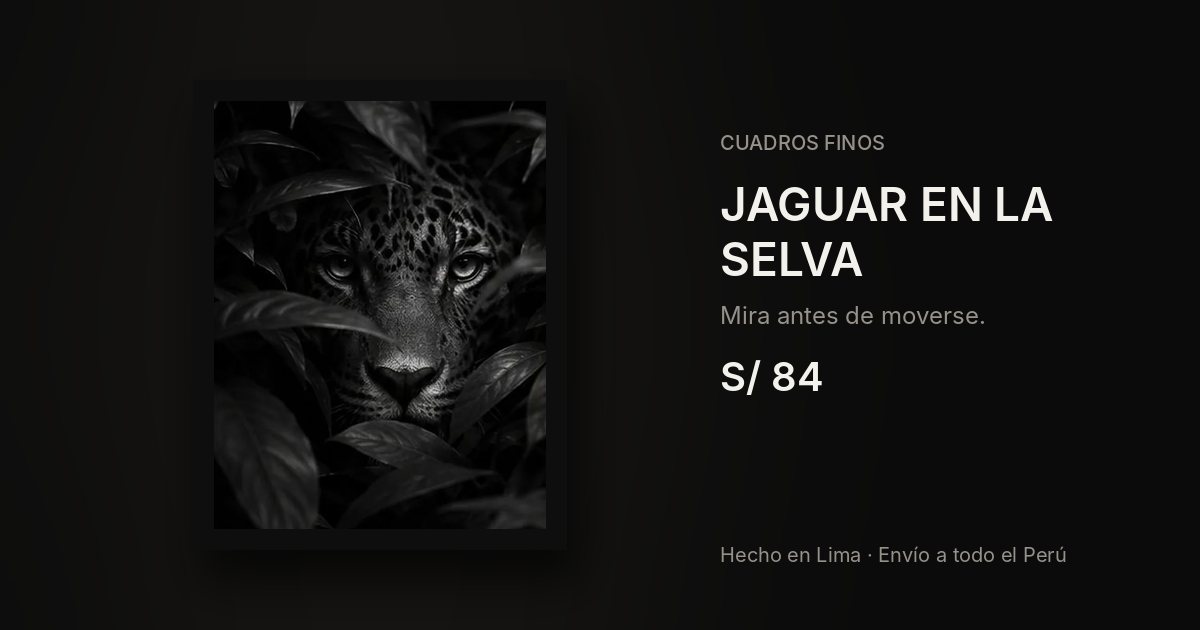 CUADROS FINOS
JAGUAR EN LA
SELVA
Mira antes de moverse.
S/ 84
Hecho en Lima · Envío a todo el Perú